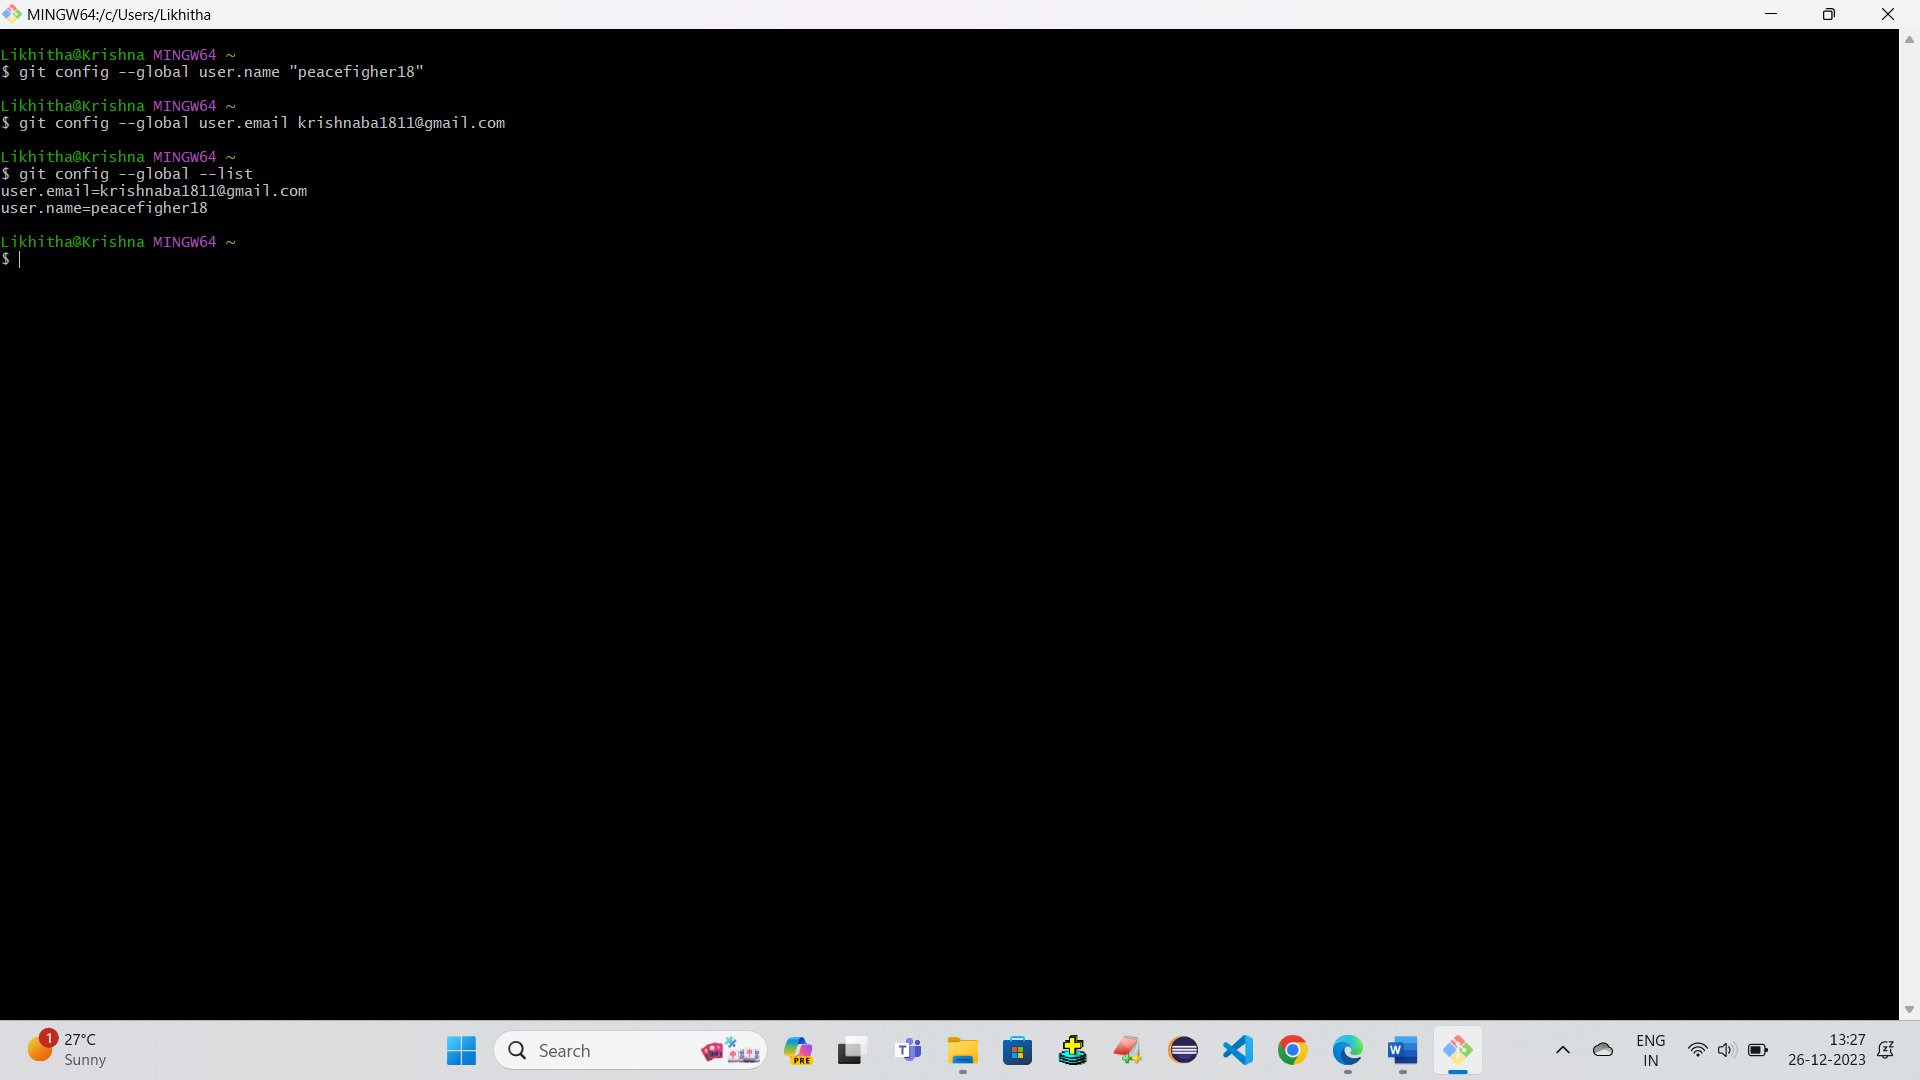 MINGW64:/c/Users/Likhitha
Likhitha@Krishna MINGW64 ~
$ git config --global user.name "peacefigher18"
Likhitha@Krishna MINGW64 ~
$ git config --global user.email krishnaba1811@gmail.com
Likhitha@Krishna MINGW64 ~
$ git config --global --list
user.email=krishnaba1811@gmail.com
user.name=peacefigher18
Likhitha@Krishna MINGW64 ~
$
1
27°C
Sunny
Search
PRE
T
W
ENG
IN
13:27
26-12-2023